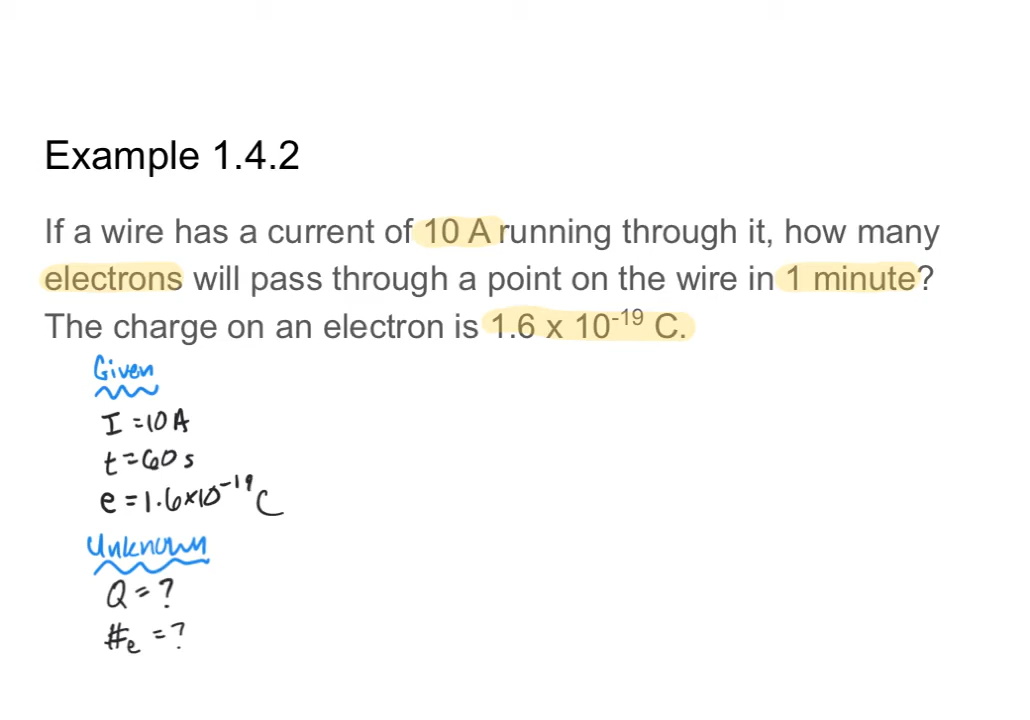 Example 1.4.2
If a wire has a current of 10 A running through it, how many
electrons will pass through a point on the wire in 1 minute?
The charge on an electron is 1.6 x 10⁻¹⁹ C.
Given
I = 10 A
t = 60 s
e = 1.6×10⁻¹⁹ C
Unknown
Q = ?
#ₑ = ?